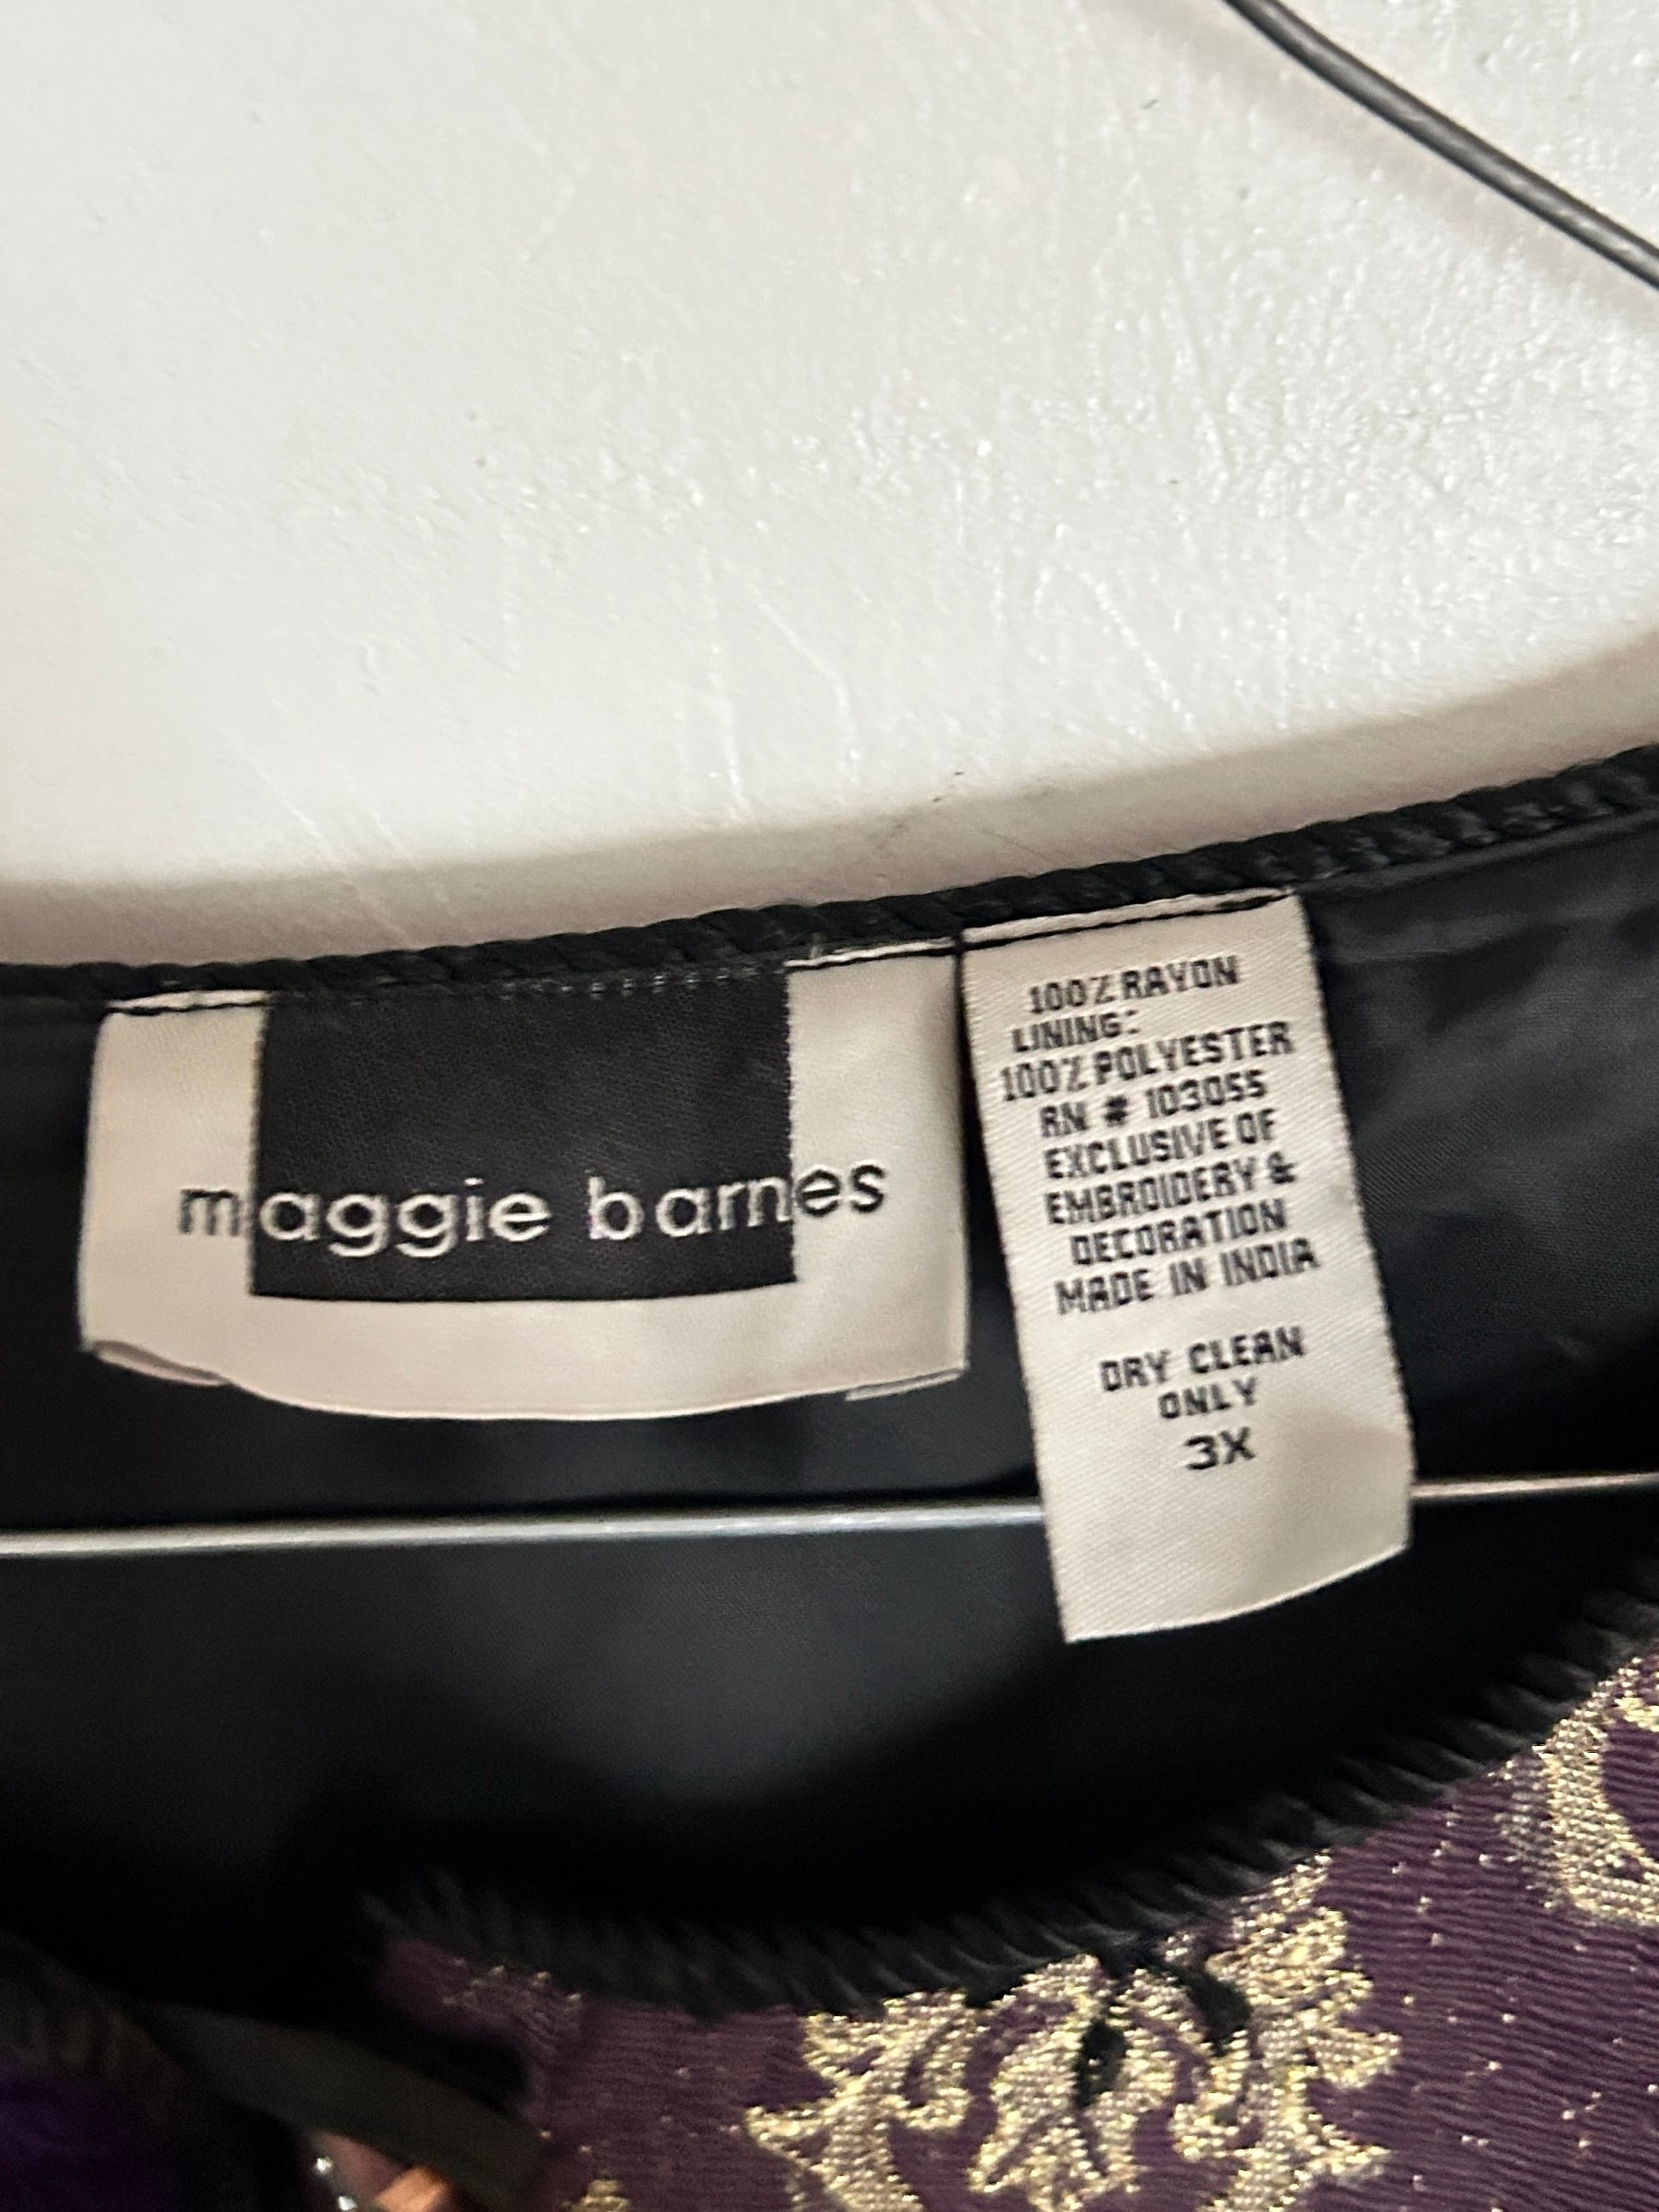 maggie barnes
100% RAYON
LINING:
100% POLYESTER
RN # 103055
EXCLUSIVE OF
EMBROIDERY &
DECORATION
MADE IN INDIA
DRY CLEAN
ONLY
3X